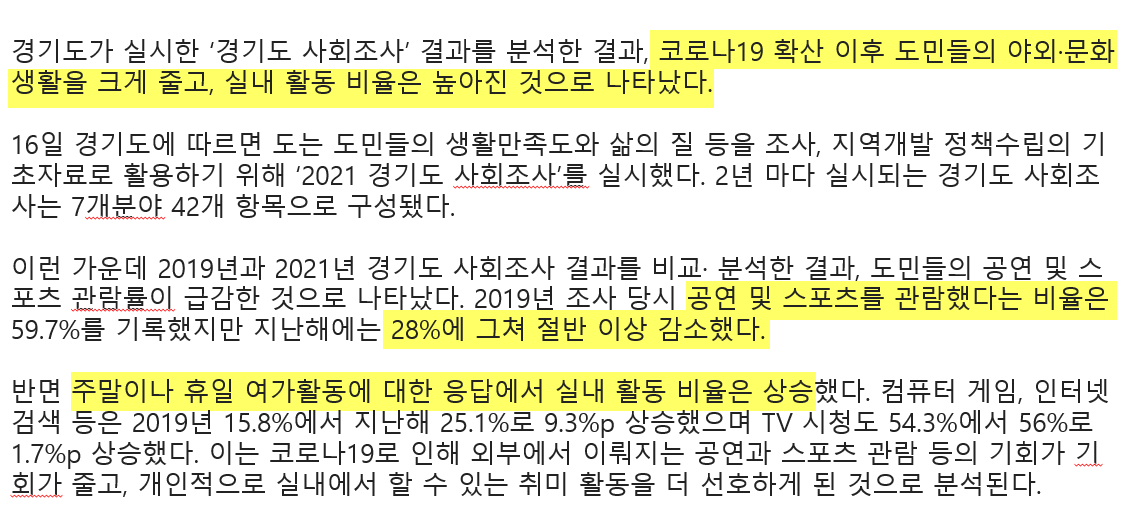 경기도가 실시한 ‘경기도 사회조사’ 결과를 분석한 결과, 코로나19 확산 이후 도민들의 야외·문화
생활을 크게 줄고, 실내 활동 비율은 높아진 것으로 나타났다.
16일 경기도에 따르면 도는 도민들의 생활만족도와 삶의 질 등을 조사, 지역개발 정책수립의 기
초자료로 활용하기 위해 ‘2021 경기도 사회조사’를 실시했다. 2년 마다 실시되는 경기도 사회조
사는 7개분야 42개 항목으로 구성됐다.
이런 가운데 2019년과 2021년 경기도 사회조사 결과를 비교· 분석한 결과, 도민들의 공연 및 스
포츠 관람률이 급감한 것으로 나타났다. 2019년 조사 당시 공연 및 스포츠를 관람했다는 비율은
59.7%를 기록했지만 지난해에는 28%에 그쳐 절반 이상 감소했다.
반면 주말이나 휴일 여가활동에 대한 응답에서 실내 활동 비율은 상승했다. 컴퓨터 게임, 인터넷
검색 등은 2019년 15.8%에서 지난해 25.1%로 9.3%p 상승했으며 TV 시청도 54.3%에서 56%로
1.7%p 상승했다. 이는 코로나19로 인해 외부에서 이뤄지는 공연과 스포츠 관람 등의 기회가 기
회가 줄고, 개인적으로 실내에서 할 수 있는 취미 활동을 더 선호하게 된 것으로 분석된다.